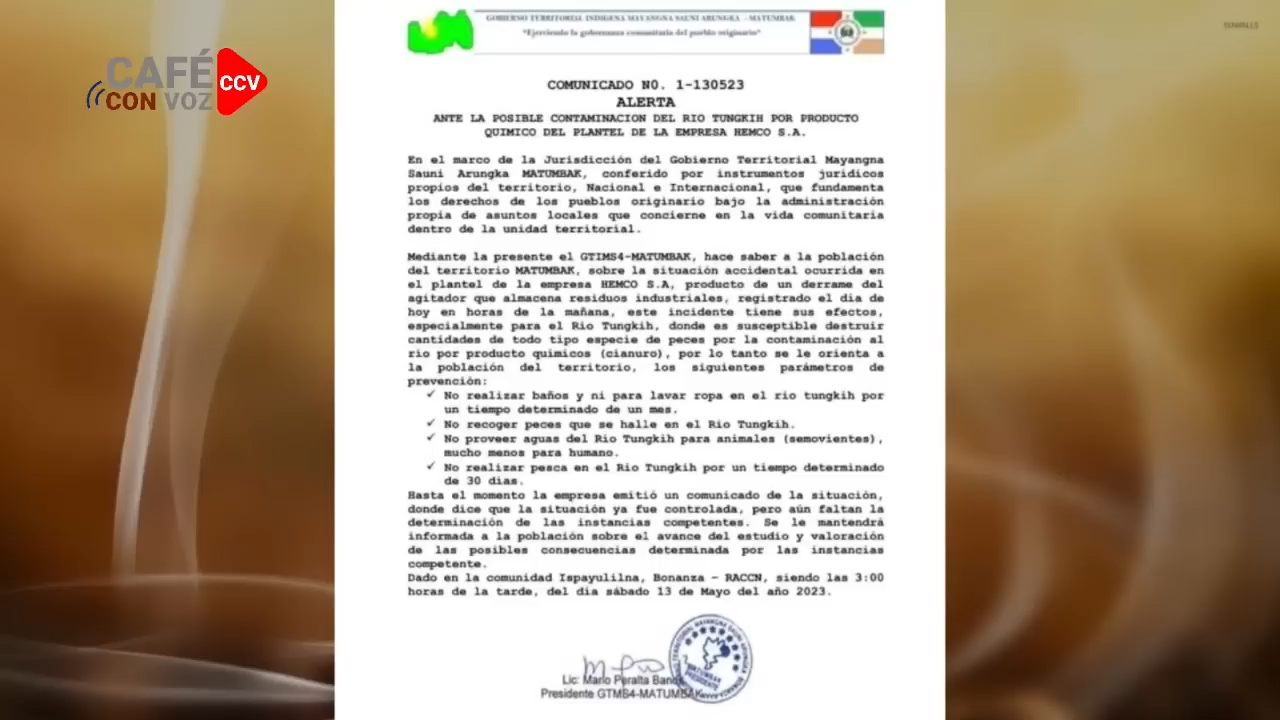 CAFÉ
CON VOZ
CCV
GOBIERNO TERRITORIAL INDIGENA MAYANGNA SAUNI ARUNGKA - MATUMBAK
"Ejerciendo la gobernanza comunitaria del pueblo originario"
COMUNICADO N0. 1-130523
ALERTA
ANTE LA POSIBLE CONTAMINACION DEL RIO TUNGKIH POR PRODUCTO
QUIMICO DEL PLANTEL DE LA EMPRESA HEMCO S.A.
En el marco de la Jurisdicción del Gobierno Territorial Mayangna
Sauni Arungka MATUMBAK, conferido por instrumentos jurídicos
propios del territorio, Nacional e Internacional, que fundamenta
los derechos de los pueblos originario bajo la administración
propia de asuntos locales que concierne en la vida comunitaria
dentro de la unidad territorial.
Mediante la presente el GTIMS4-MATUMBAK, hace saber a la población
del territorio MATUMBAK, sobre la situación accidental ocurrida en
el plantel de la empresa HEMCO S.A, producto de un derrame del
agitador que almacena residuos industriales, registrado el dia de
hoy en horas de la mañana, este incidente tiene sus efectos,
especialmente para el Rio Tungkih, donde es susceptible destruir
cantidades de todo tipo especie de peces por la contaminación al
río por producto químicos (cianuro), por lo tanto se le orienta a
la población del territorio, los siguientes parámetros de
prevención:
✓ No realizar baños y ni para lavar ropa en el rio tungkih por
un tiempo determinado de un mes.
✓ No recoger peces que se halle en el Rio Tungkih.
✓ No proveer aguas del Rio Tungkih para animales (semovientes),
mucho menos para humano.
✓ No realizar pesca en el Rio Tungkih por un tiempo determinado
de 30 dias.
Hasta el momento la empresa emitió un comunicado de la situación,
donde dice que la situación ya fue controlada, pero aún faltan la
determinación de las instancias competentes. Se le mantendrá
informada a la población sobre el avance del estudio y valoración
de las posibles consecuencias determinada por las instancias
competente.
Dado en la comunidad Ispayulilna, Bonanza – RACCN, siendo las 3:00
horas de la tarde, del dia sábado 13 de Mayo del año 2023.
Lic: Mario Peralta
Presidente GTMS4-MATUMBAK
MATUMBAK
PRESIDENTE